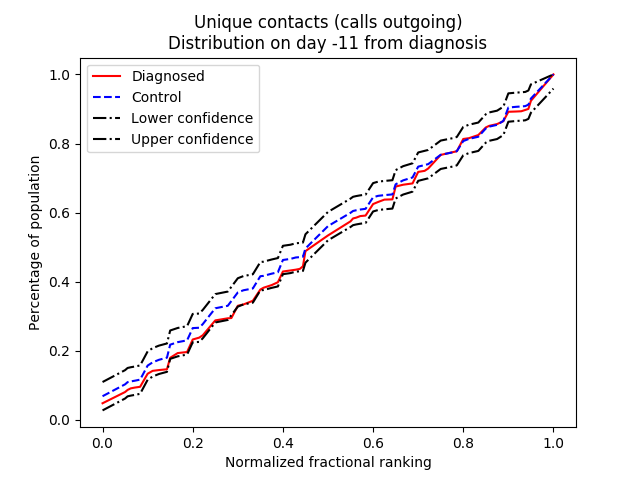 Unique contacts (calls outgoing)
Distribution on day -11 from diagnosis
Diagnosed
Control
Lower confidence
Upper confidence
Percentage of population
1.0
0.8
0.6
0.4
0.2
0.0
0.0 0.2 0.4 0.6 0.8 1.0
Normalized fractional ranking